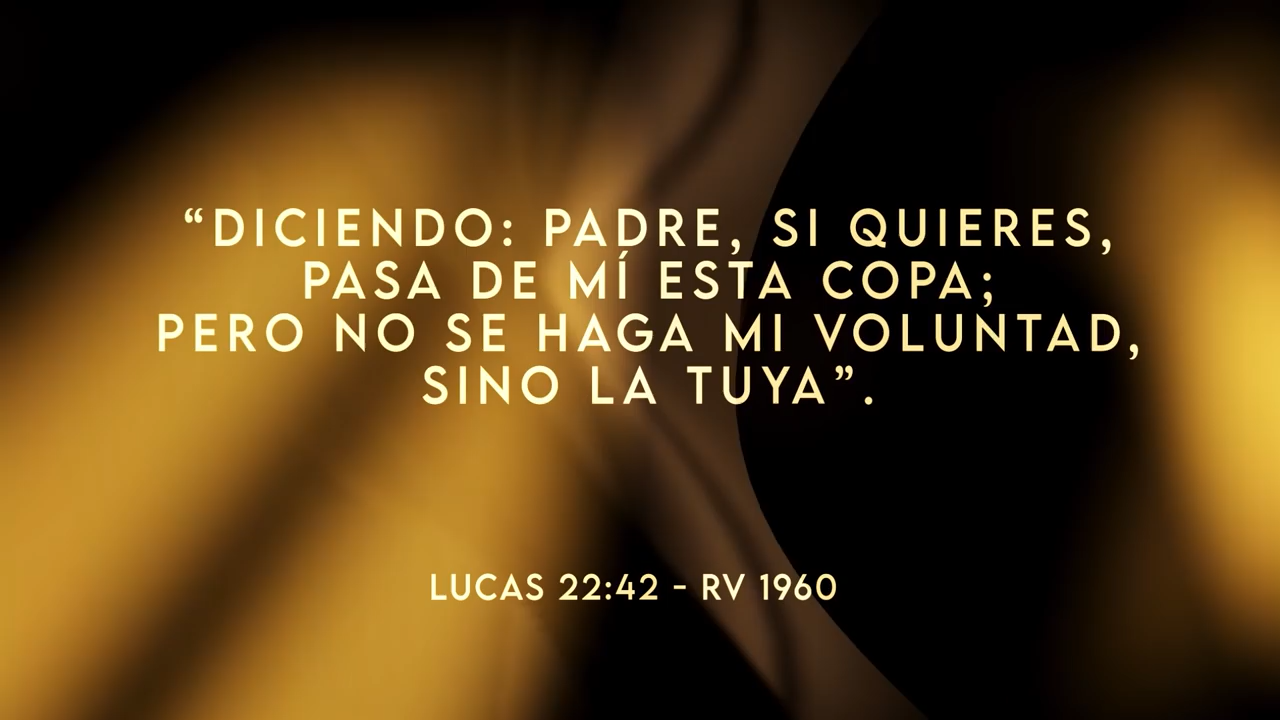 “DICIENDO: PADRE, SI QUIERES,
PASA DE MÍ ESTA COPA;
PERO NO SE HAGA MI VOLUNTAD,
SINO LA TUYA”.
LUCAS 22:42 - RV 1960